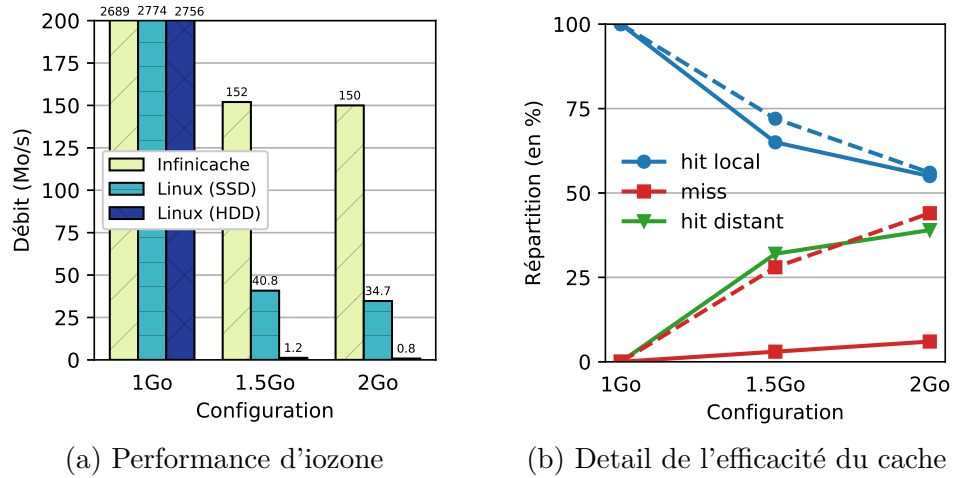 2689 2774 2756
200
175
150
125
100
75
50
25
0
Débit (Mo/s)
152
150
40.8
34.7
1.2
0.8
Infinicache
Linux (SSD)
Linux (HDD)
1Go 1.5Go 2Go
Configuration
(a) Performance d'iozone
100
75
50
25
0
Répartition (en %)
hit local
miss
hit distant
1Go 1.5Go 2Go
Configuration
(b) Detail de l'efficacité du cache